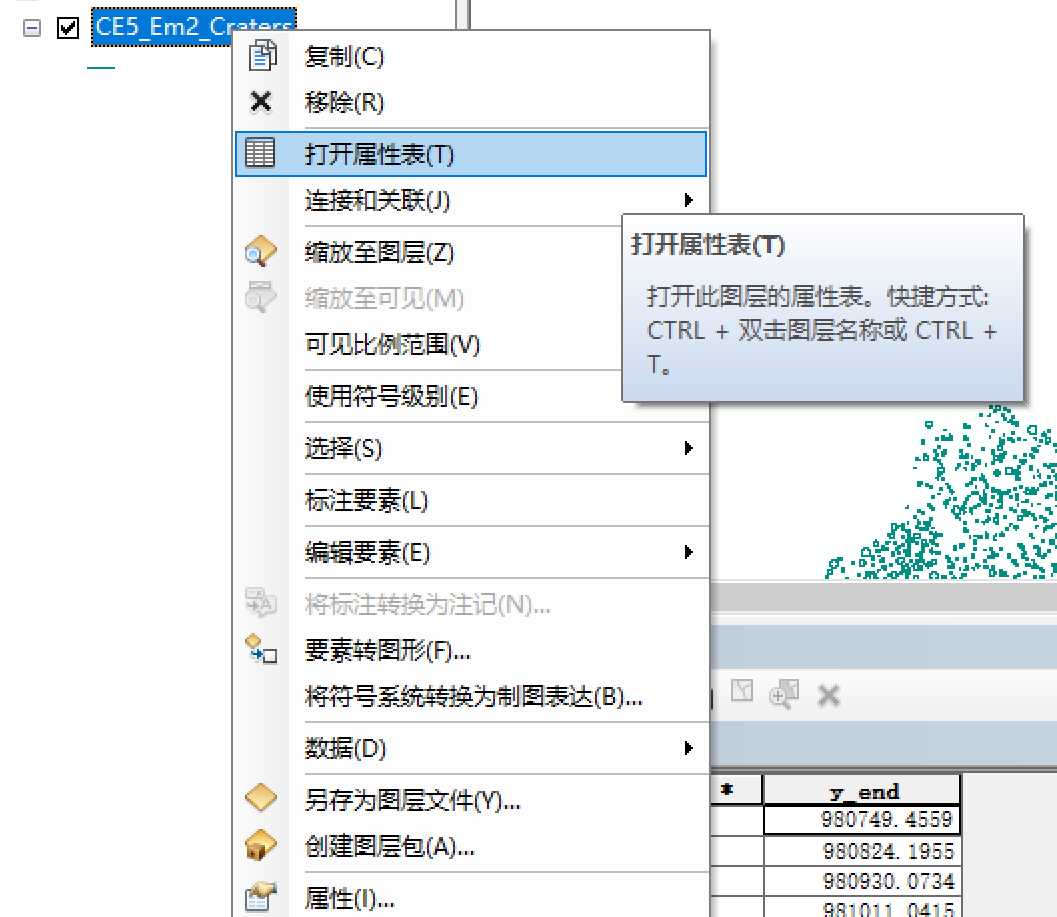 CE5_Em2_Craters
复制(C)
移除(R)
打开属性表(T)
连接和关联(J)
缩放至图层(Z)
缩放至可见(M)
可见比例范围(V)
使用符号级别(E)
选择(S)
标注要素(L)
编辑要素(E)
将标注转换为注记(N)...
要素转图形(F)...
将符号系统转换为制图表达(B)...
数据(D)
另存为图层文件(Y)...
创建图层包(A)...
属性(I)...
打开属性表(T)
打开此图层的属性表。快捷方式:
CTRL + 双击图层名称或 CTRL +
T。
* y_end
980749.4559
980824.1955
980930.0734
981011.0415